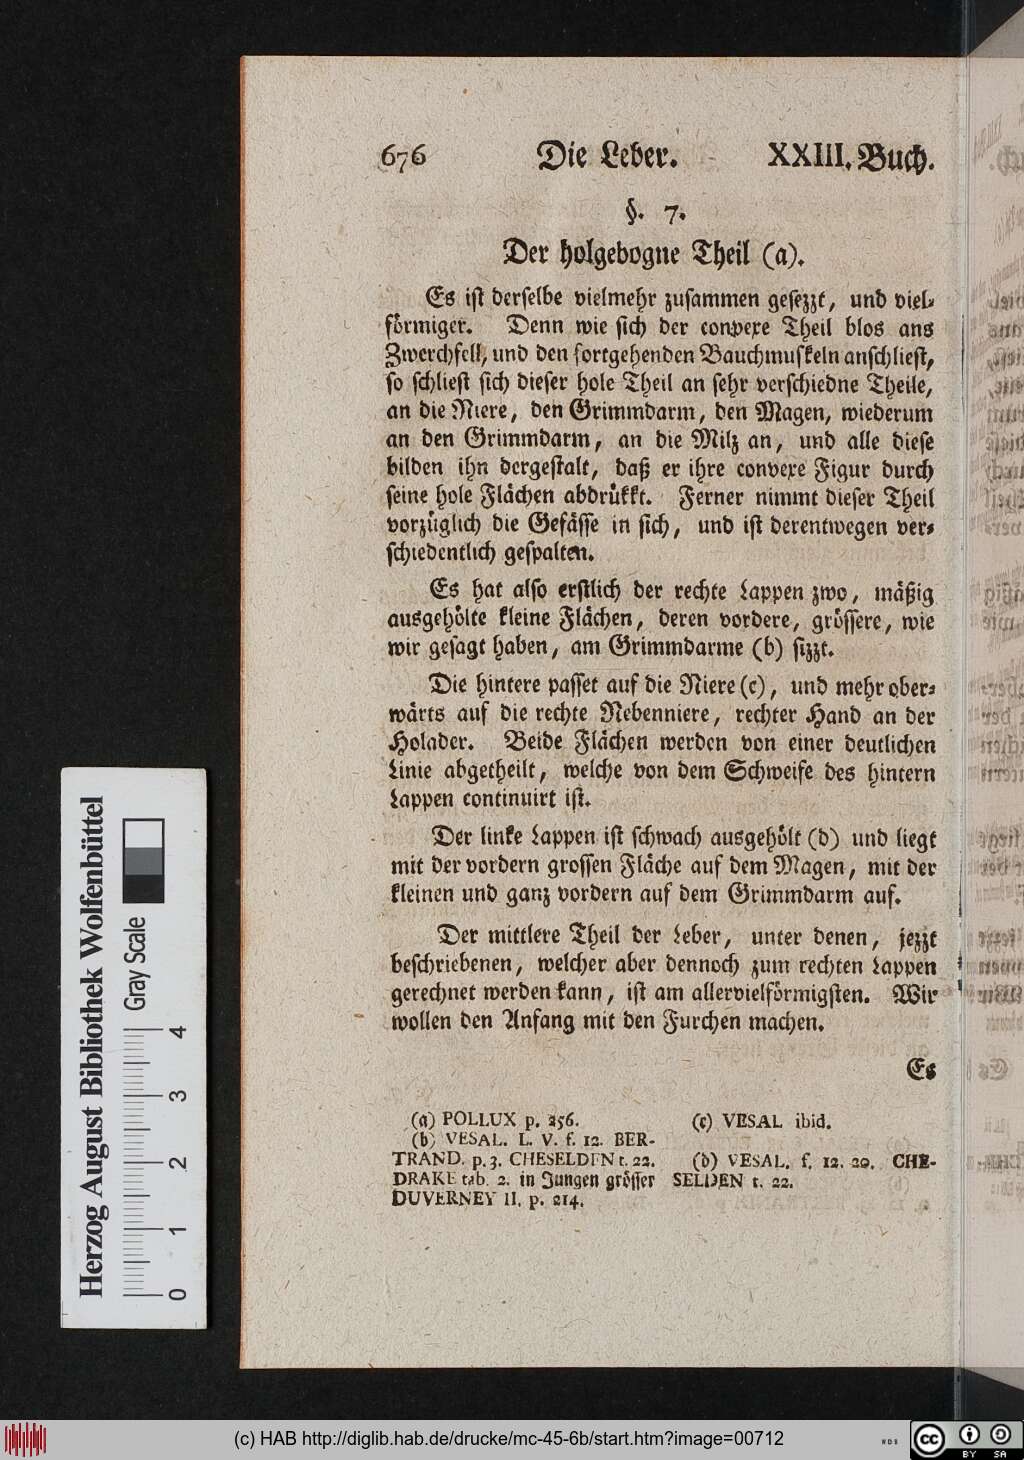 676 Die Leber. XXIII. Buch.
§. 7.
Der holgebogne Theil (a).
Es ist derselbe vielmehr zusammen gesezzt, und viel-
förmiger. Denn wie sich der convexe Theil blos ans
Zwerchfell, und den fortgehenden Bauchmuskeln anschliest,
so schliest sich dieser hole Theil an sehr verschiedne Theile,
an die Niere, den Grimmdarm, den Magen, wiederum
an den Grimmdarm, an die Milz an, und alle diese
bilden ihn dergestalt, daß er ihre convexe Figur durch
seine hole Flächen abdrükkt. Ferner nimmt dieser Theil
vorzüglich die Gefässe in sich, und ist derentwegen ver-
schiedentlich gespalten.
Es hat also erstlich der rechte Lappen zwo, mäßig
ausgehölte kleine Flächen, deren vordere, grössere, wie
wir gesagt haben, am Grimmdarme (b) sizzt.
Die hintere passet auf die Niere (c), und mehr ober-
wärts auf die rechte Nebenniere, rechter Hand an der
Holader. Beide Flächen werden von einer deutlichen
Linie abgetheilt, welche von dem Schweife des hintern
Lappen continuirt ist.
Der linke Lappen ist schwach ausgehölt (d) und liegt
mit der vordern grossen Fläche auf dem Magen, mit der
kleinen und ganz vordern auf dem Grimmdarm auf.
Der mittlere Theil der Leber, unter denen, jezzt
beschriebenen, welcher aber dennoch zum rechten Lappen
gerechnet werden kann, ist am allervielförmigsten. Wir
wollen den Anfang mit den Furchen machen.
Es
(a) POLLUX p. 256.
(b) VESAL. L. V. f. 12. BER-
TRAND. p. 3. CHESELDEN t. 22.
DRAKE tab. 2. in Jungen grösser
DUVERNEY II. p. 214.
(c) VESAL ibid.
(d) VESAL. f. 12. 20. CHE-
SELDEN t. 22.
Herzog August Bibliothek Wolfenbüttel
Gray Scale
0 1 2 3 4
(c) HAB http://diglib.hab.de/drucke/mc-45-6b/start.htm?image=00712
cc BY SA